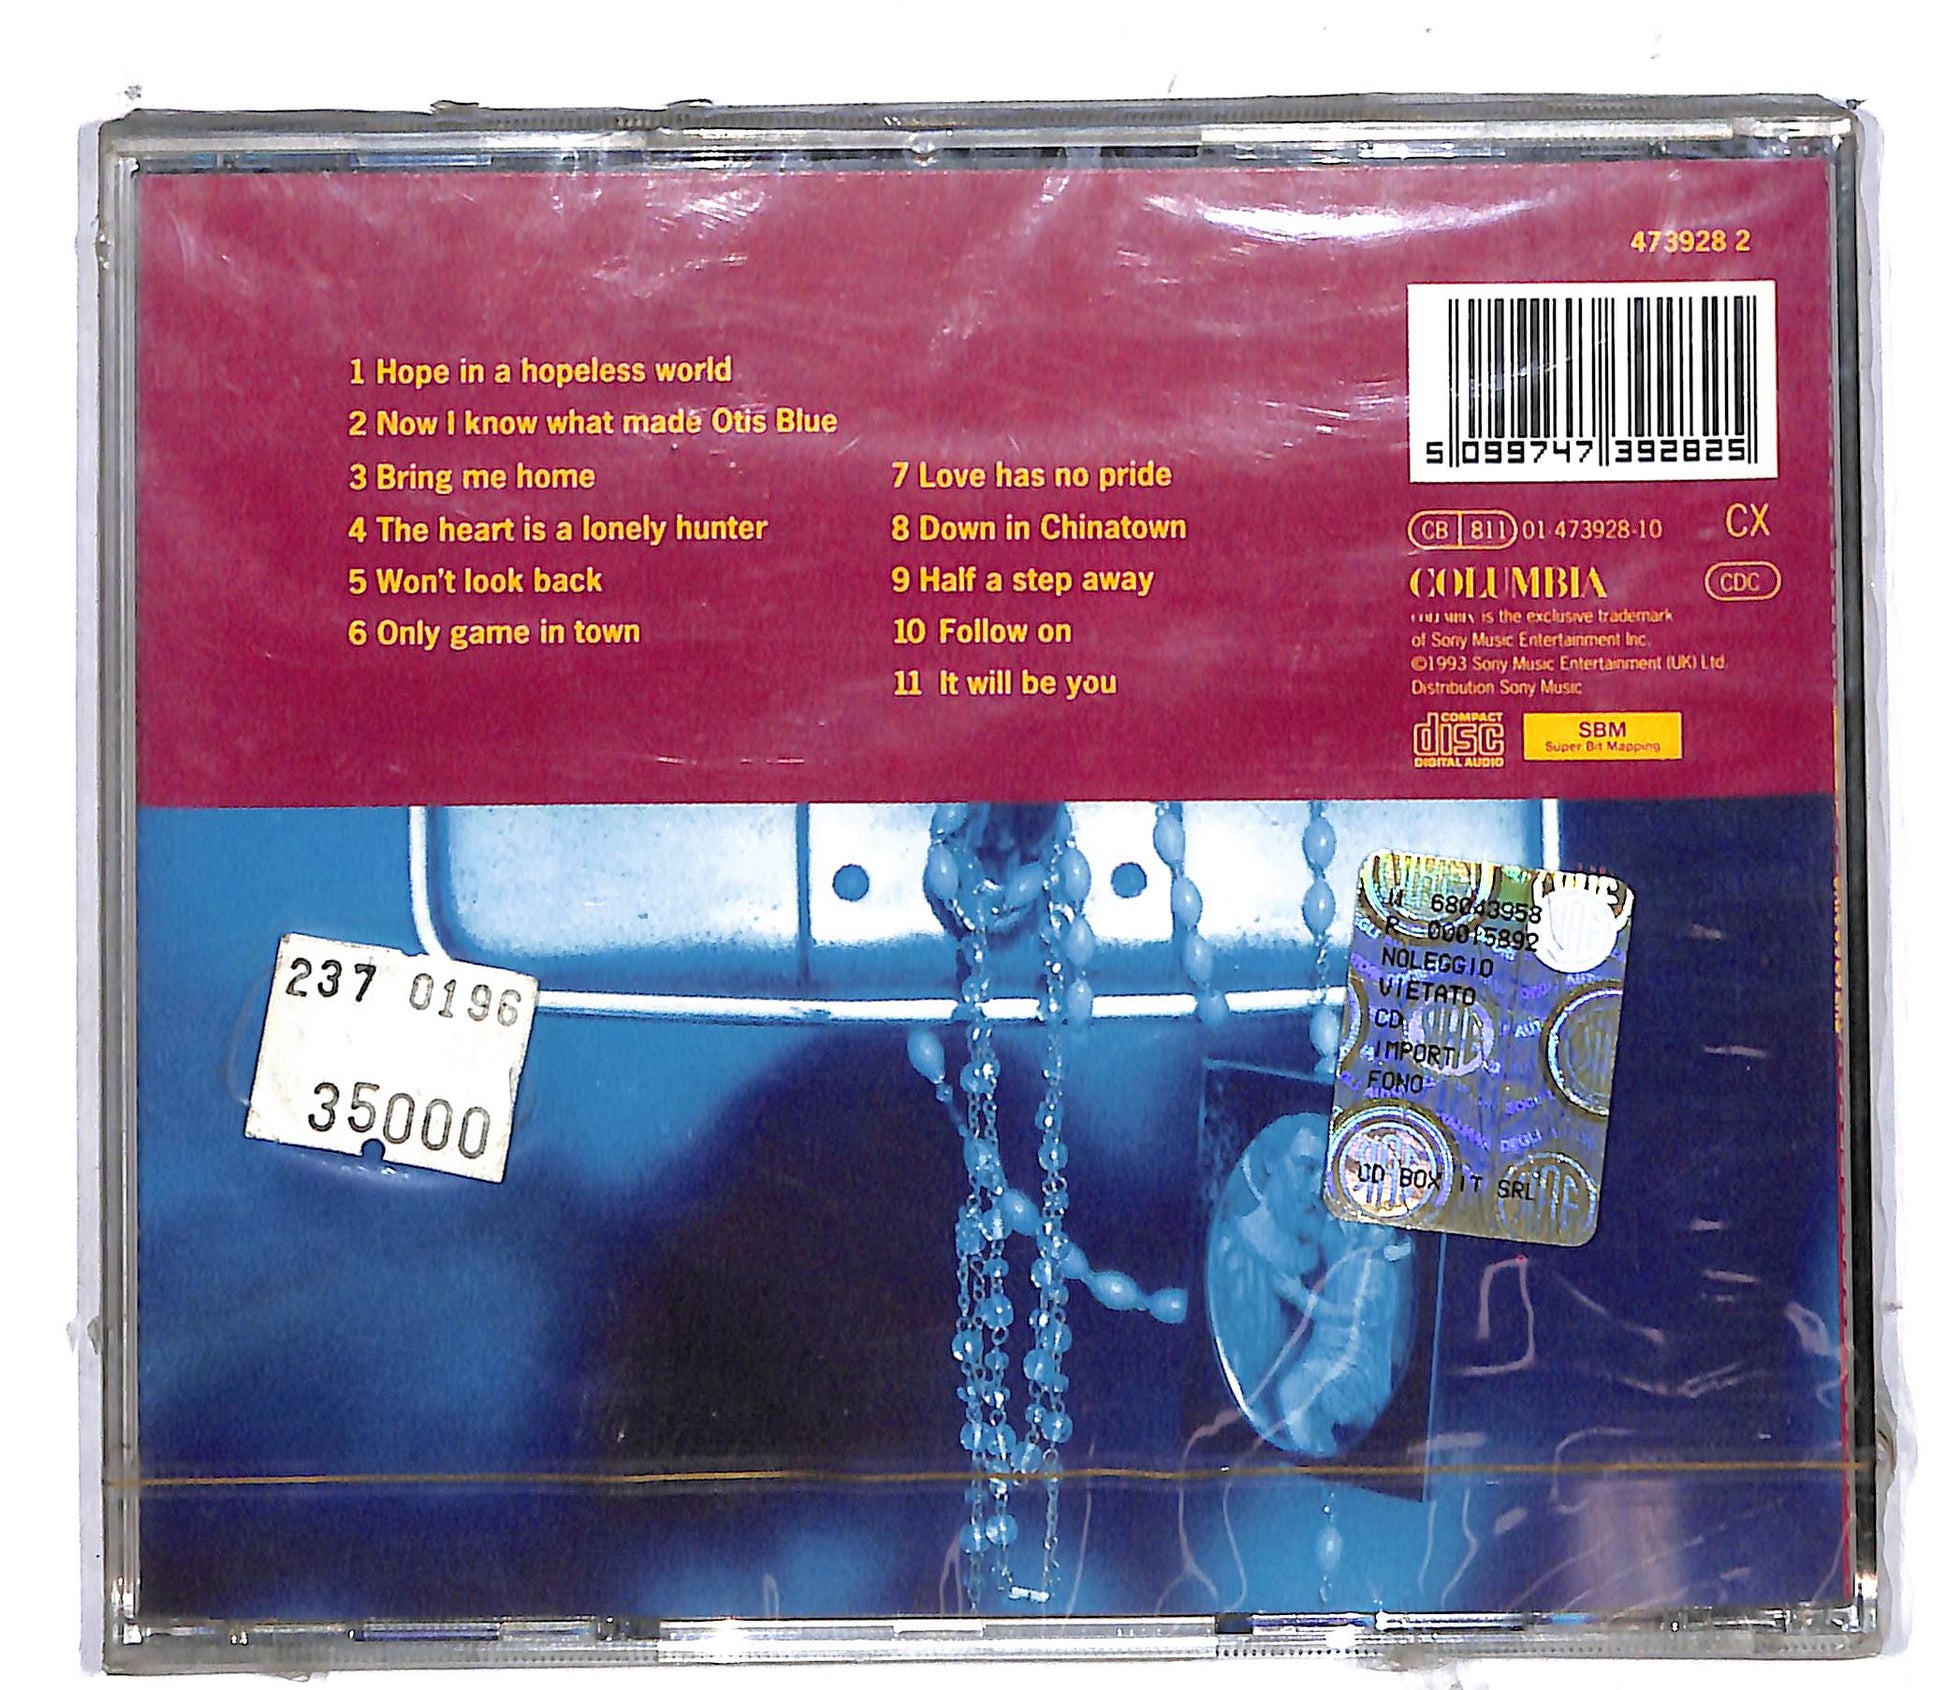 473928 2
1 Hope in a hopeless world
2 Now I know what made Otis Blue
3 Bring me home
4 The heart is a lonely hunter
5 Won't look back
6 Only game in town
7 Love has no pride
8 Down in Chinatown
9 Half a step away
10 Follow on
11 It will be you
5 099747 392825
CB 811 01-473928-10 CX
COLUMBIA CDC
COLUMBIA is the exclusive trademark
of Sony Music Entertainment Inc.
©1993 Sony Music Entertainment (UK) Ltd.
Distribution Sony Music
COMPACT
disc
DIGITAL AUDIO
SBM
Super Bit Mapping
237 0196
35000
68043958
R 00015892
NOLEGGIO
VIETATO
CD
IMPORT
FONO
CD BOX IT SRL
SIAE